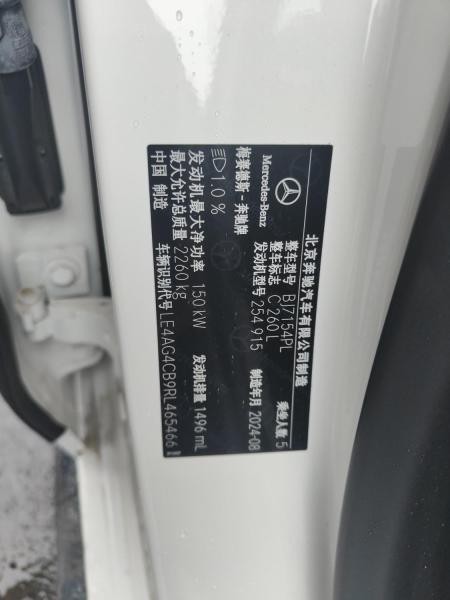 北京奔驰汽车有限公司制造
Mercedes-Benz
梅赛德斯-奔驰牌
整车型号 BJ7154PL
整车标志 C 260 L
发动机型号 254 915
乘坐人数 5
制造年月 2024-08
1.0 %
发动机最大净功率 150 kW
发动机排量 1496 mL
最大允许总质量 2260 kg
中国 制造
车辆识别代号 LE4AG4CB9RL465466